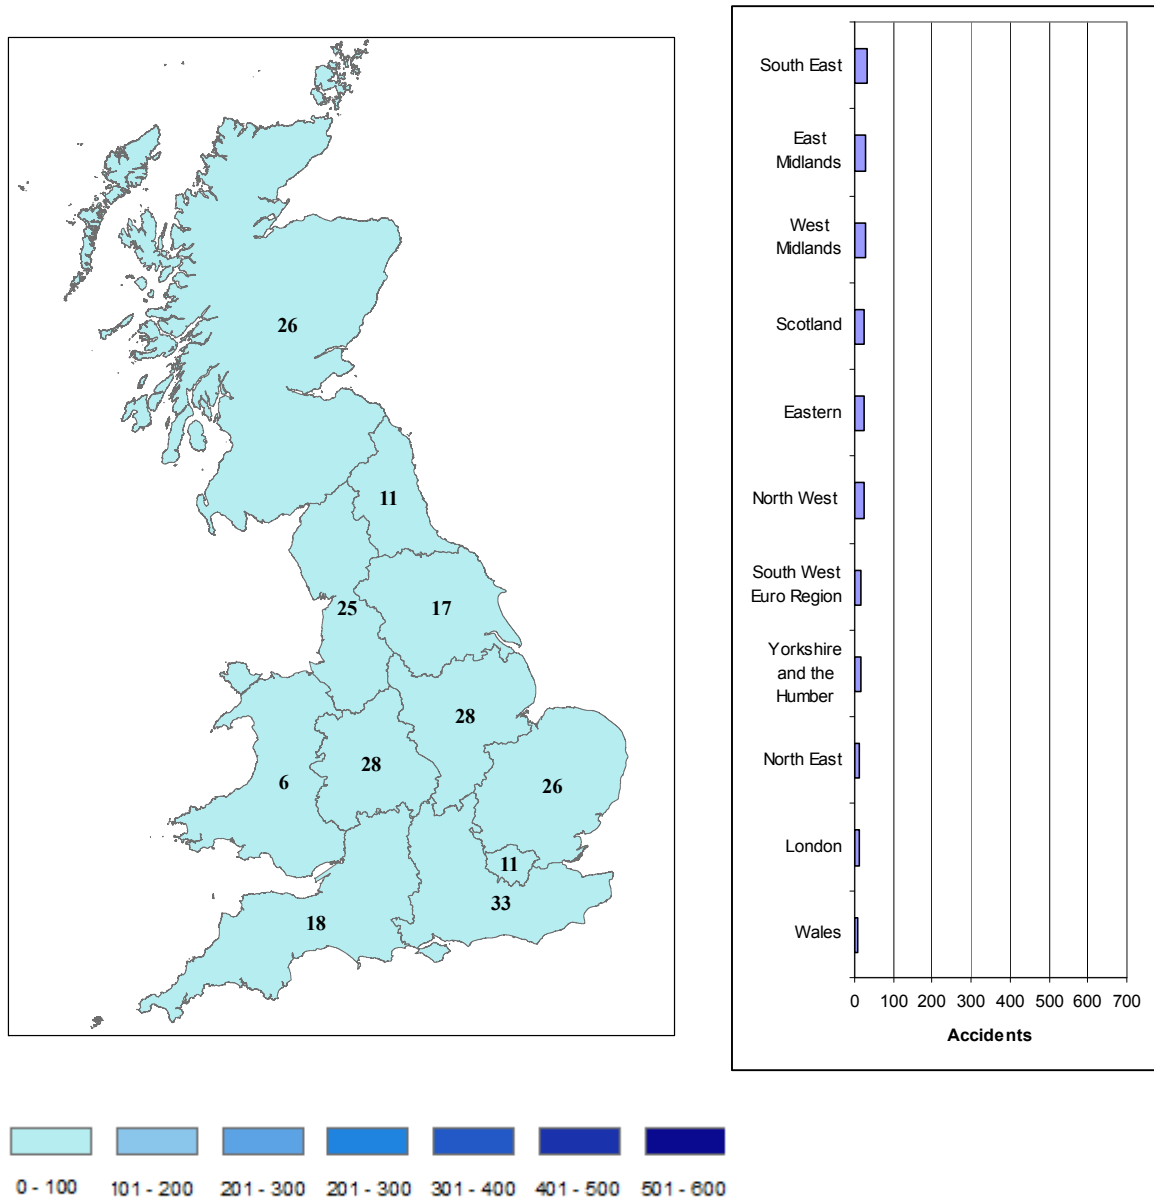 26
11
25
17
28
28
6
26
11
33
18
South East
East
Midlands
West
Midlands
Scotland
Eastern
North West
South West
Euro Region
Yorkshire
and the
Humber
North East
London
Wales
0 100 200 300 400 500 600 700
Accidents
0 - 100 101 - 200 201 - 300 201 - 300 301 - 400 401 - 500 501 - 600